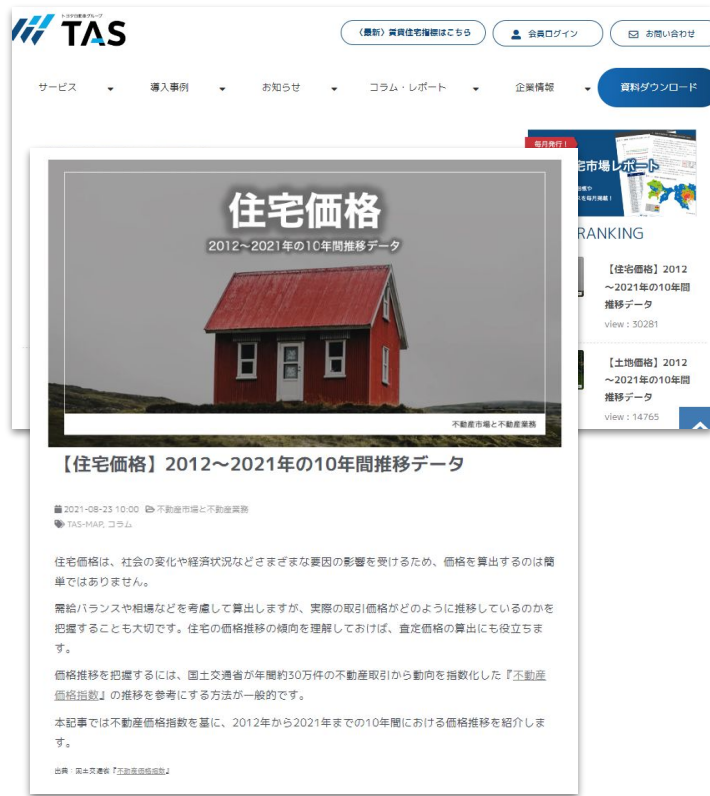 トヨタ自動車グループ
TAS
〈最新〉賃貸住宅指標はこちら
会員ログイン
お問い合わせ
サービス
導入事例
お知らせ
コラム・レポート
企業情報
資料ダウンロード
毎月発行!
宅市場レポート
を毎月掲載!
RANKING
【住宅価格】2012
～2021年の10年間
推移データ
view : 30281
【土地価格】2012
～2021年の10年間
推移データ
view : 14765
住宅価格
2012～2021年の10年間推移データ
不動産市場と不動産業務
【住宅価格】2012～2021年の10年間推移データ
2021-08-23 10:00 不動産市場と不動産業務
TAS-MAP, コラム
住宅価格は、社会の変化や経済状況などさまざまな要因の影響を受けるため、価格を算出するのは簡
単ではありません。
需給バランスや相場などを考慮して算出しますが、実際の取引価格がどのように推移しているのかを
把握することも大切です。住宅の価格推移の傾向を理解しておけば、査定価格の算出にも役立ちま
す。
価格推移を把握するには、国土交通省が年間約30万件の不動産取引から動向を指数化した『不動産
価格指数』の推移を参考にする方法が一般的です。
本記事では不動産価格指数を基に、2012年から2021年までの10年間における価格推移を紹介しま
す。
出典：国土交通省『不動産価格指数』